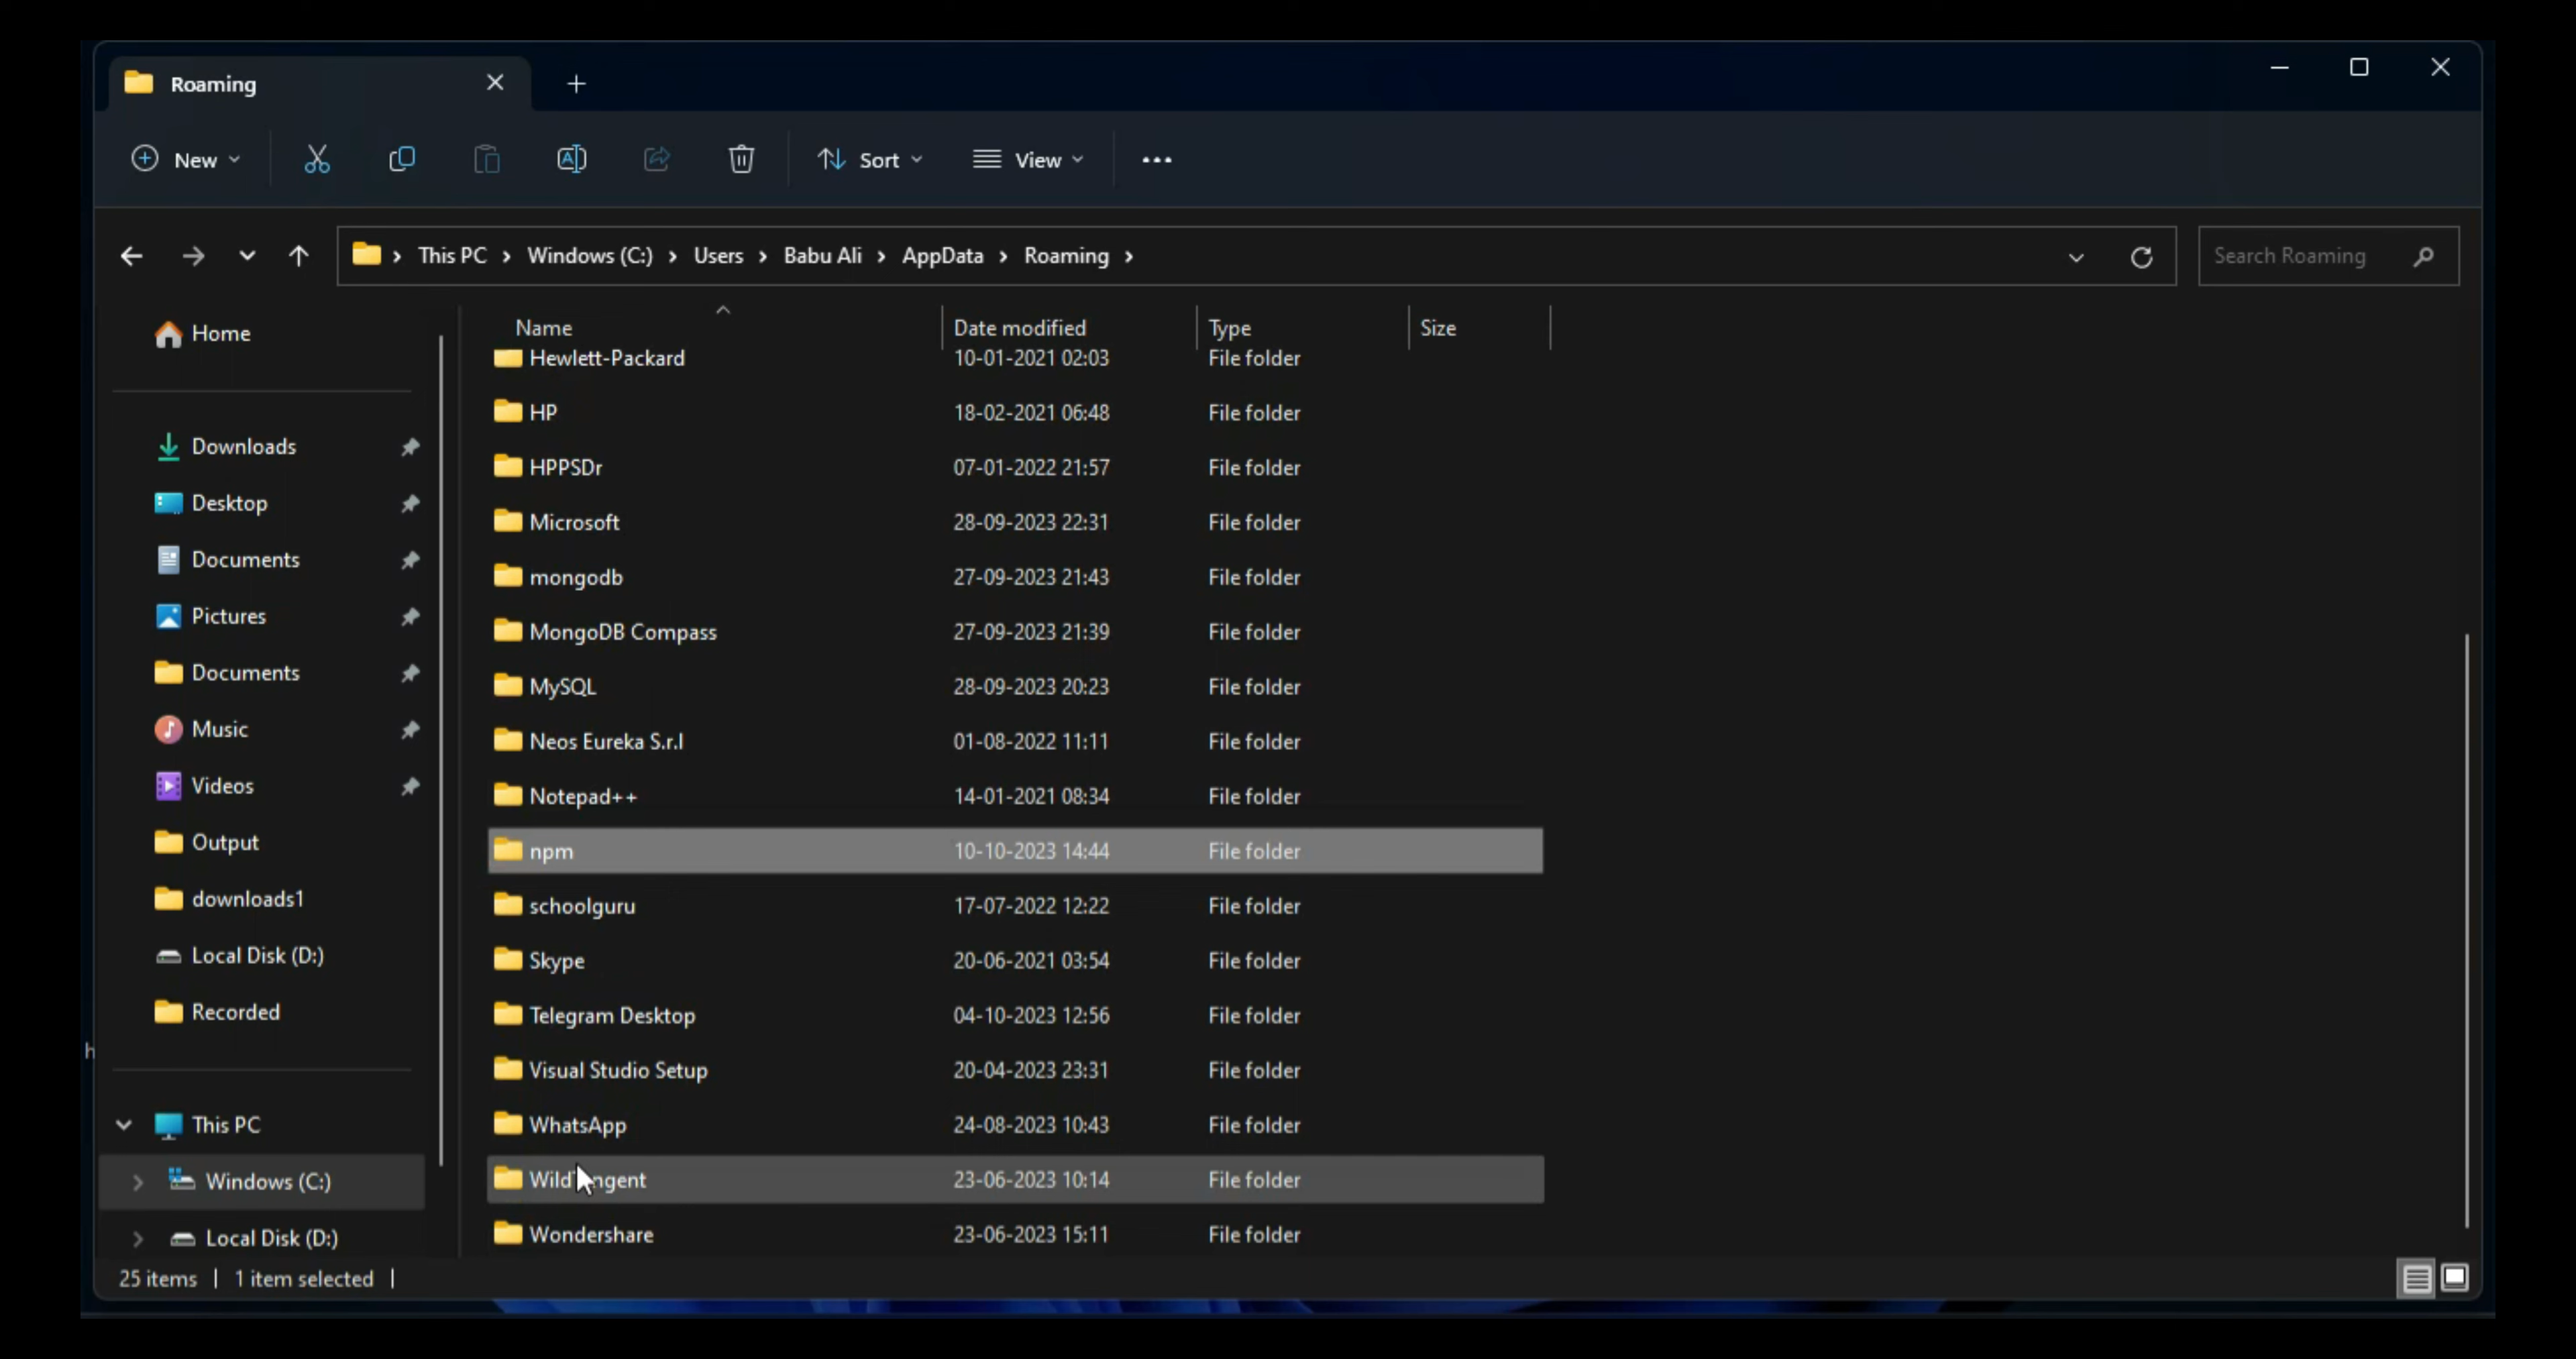 Roaming
New
Sort
View
This PC > Windows (C:) > Users > Babu Ali > AppData > Roaming >
Search Roaming
Home
Downloads
Desktop
Documents
Pictures
Documents
Music
Videos
Output
downloads1
Local Disk (D:)
Recorded
This PC
Windows (C:)
Local Disk (D:)
Name Date modified Type Size
Hewlett-Packard 10-01-2021 02:03 File folder
HP 18-02-2021 06:48 File folder
HPPSDr 07-01-2022 21:57 File folder
Microsoft 28-09-2023 22:31 File folder
mongodb 27-09-2023 21:43 File folder
MongoDB Compass 27-09-2023 21:39 File folder
MySQL 28-09-2023 20:23 File folder
Neos Eureka S.r.l 01-08-2022 11:11 File folder
Notepad++ 14-01-2021 08:34 File folder
npm 10-10-2023 14:44 File folder
schoolguru 17-07-2022 12:22 File folder
Skype 20-06-2021 03:54 File folder
Telegram Desktop 04-10-2023 12:56 File folder
Visual Studio Setup 20-04-2023 23:31 File folder
WhatsApp 24-08-2023 10:43 File folder
23-06-2023 10:14 File folder
Wondershare 23-06-2023 15:11 File folder
25 items | 1 item selected |